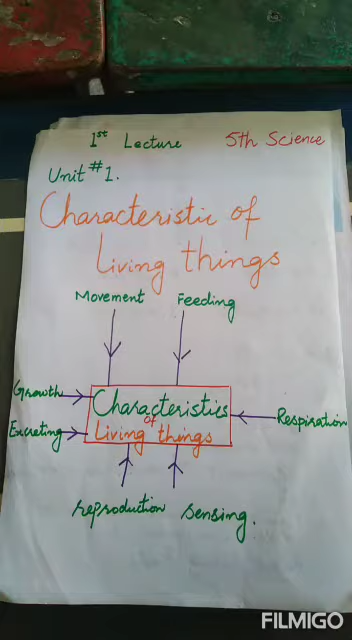 1st Lecture 5th Science
Unit #1.
Characteristic of
Living things
Movement Feeding
Growth
Characteristics
of
Living things
Respiration
Excreting
reproduction sensing.
FILMIGO